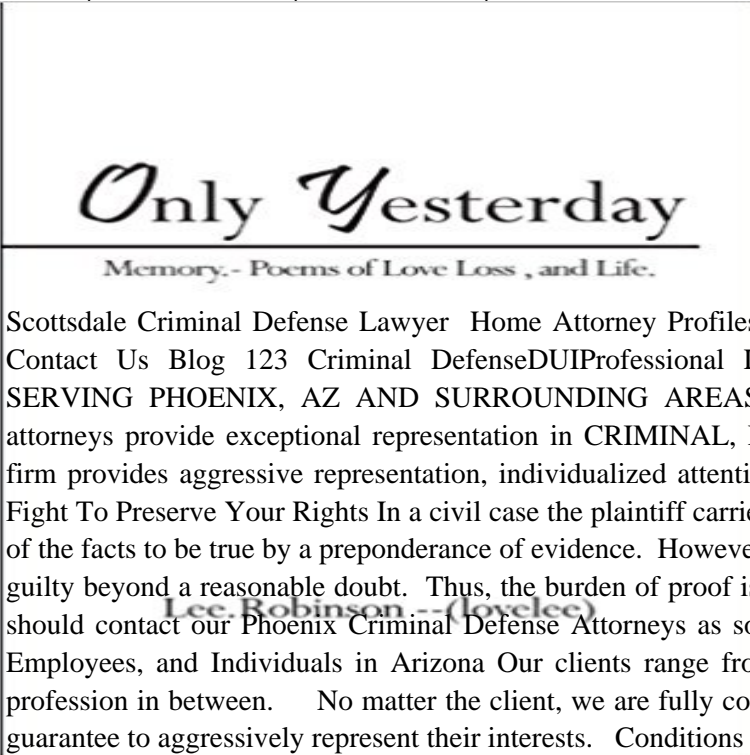 Only Yesterday
Memory.- Poems of Love Loss , and Life.
Scottsdale Criminal Defense Lawyer Home Attorney Profiles
Contact Us Blog 123 Criminal DefenseDUIProfessional
SERVING PHOENIX, AZ AND SURROUNDING AREAS
attorneys provide exceptional representation in CRIMINAL,
firm provides aggressive representation, individualized attenti
Fight To Preserve Your Rights In a civil case the plaintiff carrie
of the facts to be true by a preponderance of evidence. Howeve
guilty beyond a reasonable doubt. Thus, the burden of proof is
Lee.Robinson --(lovelee)
should contact our Phoenix Criminal Defense Attorneys as so
Employees, and Individuals in Arizona Our clients range fro
profession in between. No matter the client, we are fully co
guarantee to aggressively represent their interests. Conditions